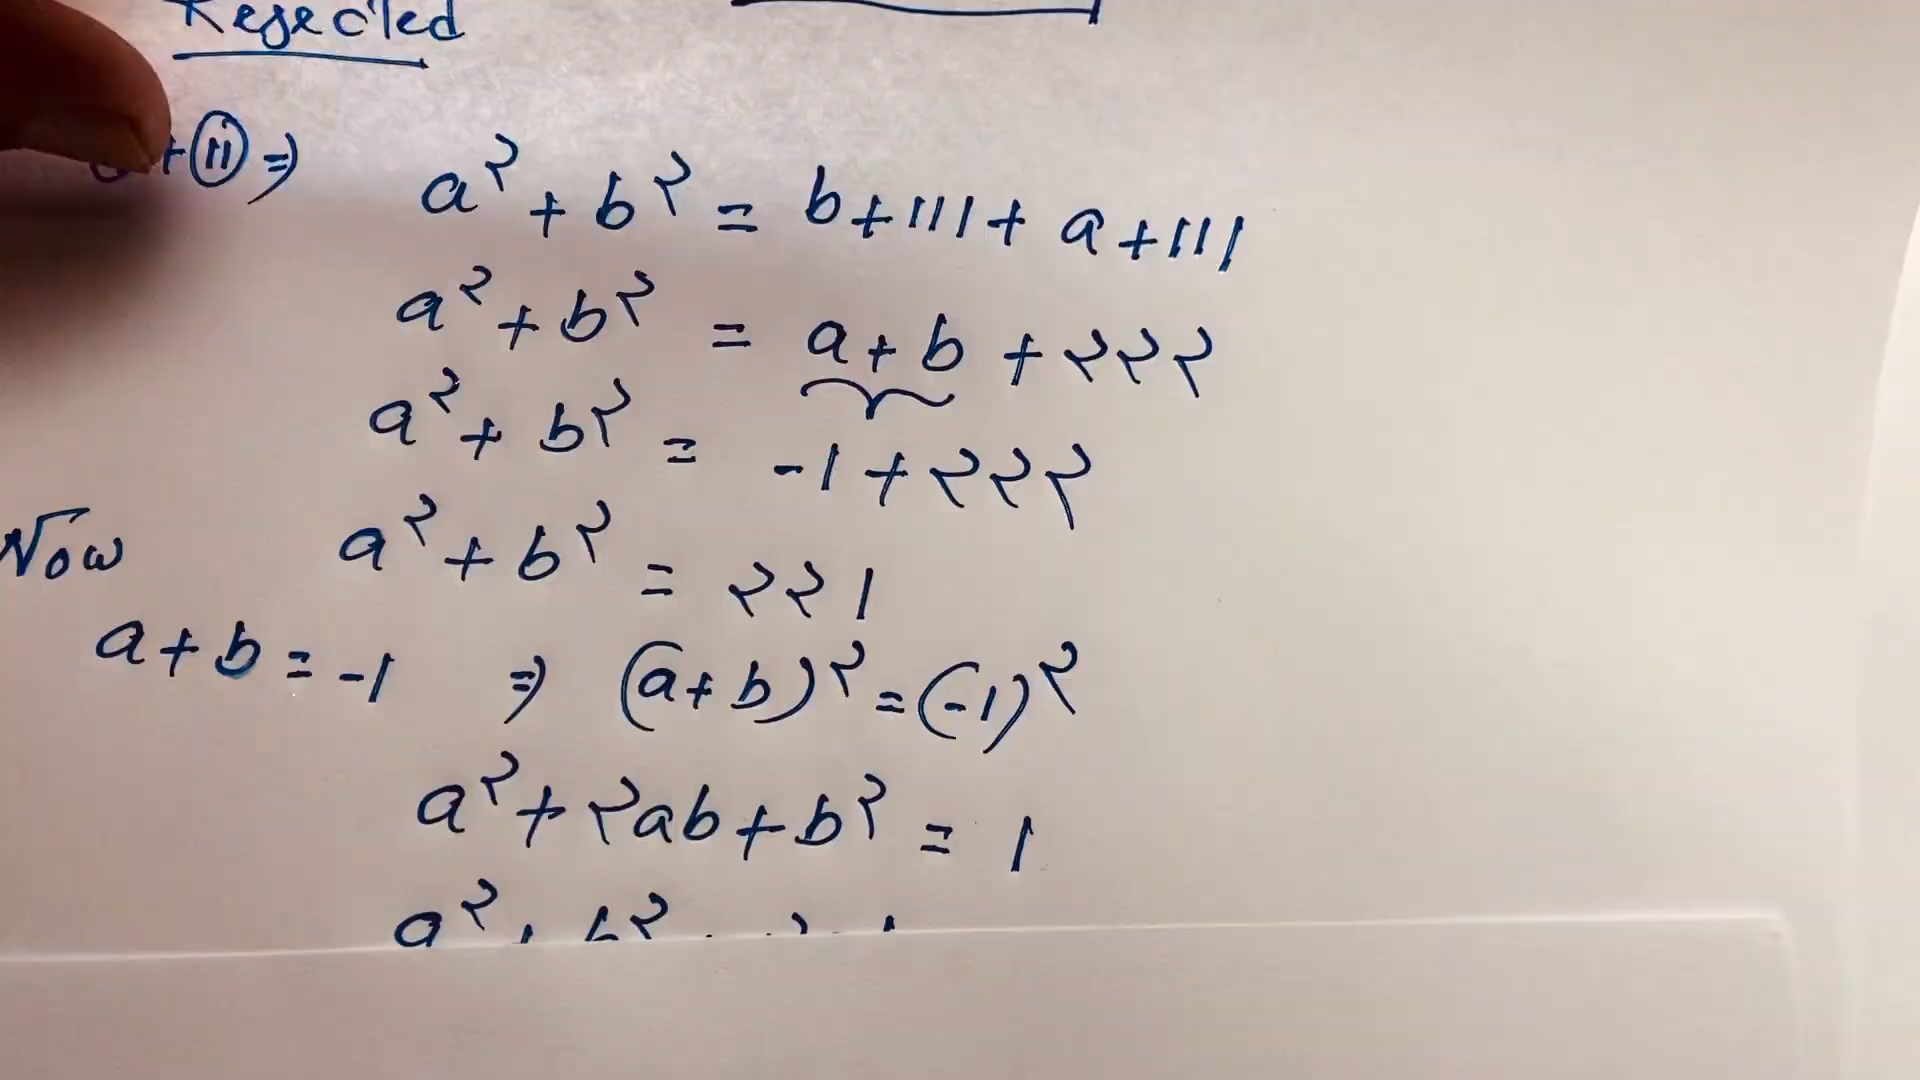 Rejected
+ (ii) ⇒ a² + b² = b + 111 + a + 111
a² + b² = a + b + 222
a² + b² = -1 + 222
Now a² + b² = 221
a + b = -1 ⇒ (a + b)² = (-1)²
a² + 2ab + b² = 1